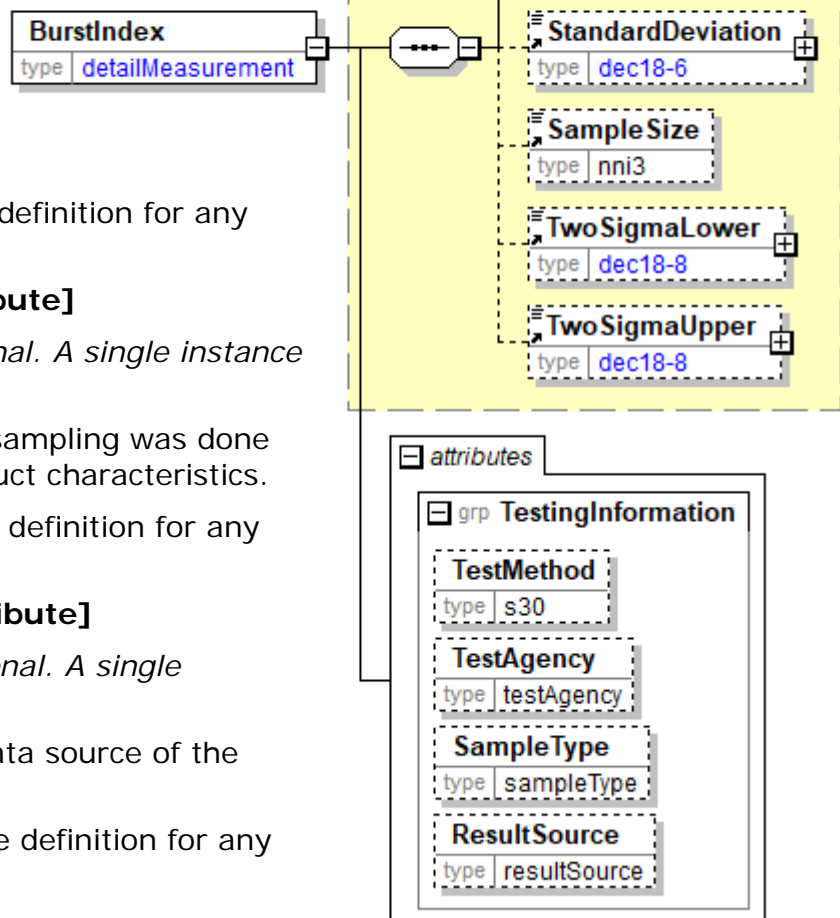 BurstIndex
type detailMeasurement
definition for any
bute]
nal. A single instance
sampling was done
uct characteristics.
definition for any
ibute]
onal. A single
ata source of the
e definition for any
StandardDeviation
type dec18-6
SampleSize
type nni3
TwoSigmaLower
type dec18-8
TwoSigmaUpper
type dec18-8
attributes
grp TestingInformation
TestMethod
type s30
TestAgency
type testAgency
SampleType
type sampleType
ResultSource
type resultSource